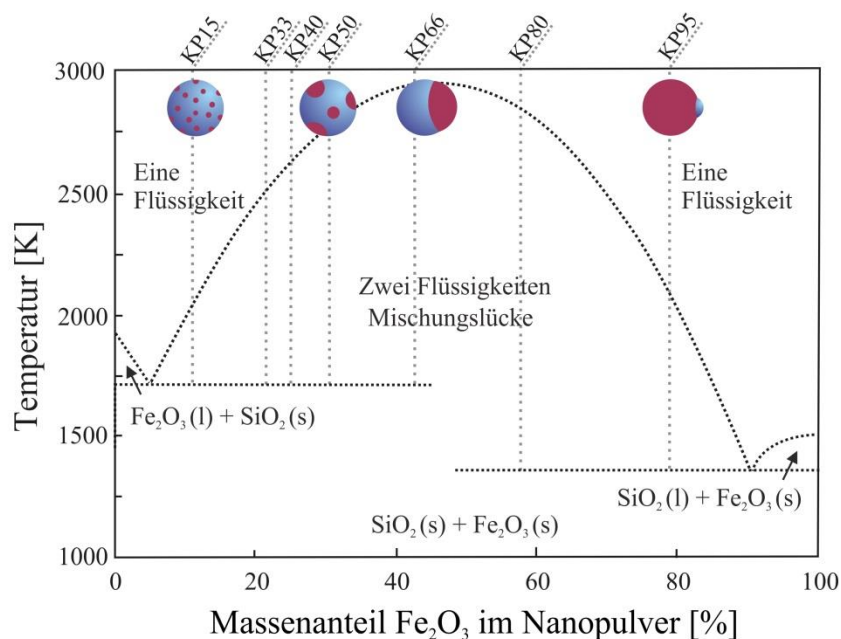 KP15 KP33 KP40 KP50 KP66 KP80 KP95
3000
Eine
Flüssigkeit
Eine
Flüssigkeit
2500
Zwei Flüssigkeiten
Mischungslücke
2000
Fe₂O₃(l) + SiO₂(s)
1500
SiO₂(l) + Fe₂O₃(s)
SiO₂(s) + Fe₂O₃(s)
1000
0 20 40 60 80 100
Temperatur [K]
Massenanteil Fe₂O₃ im Nanopulver [%]